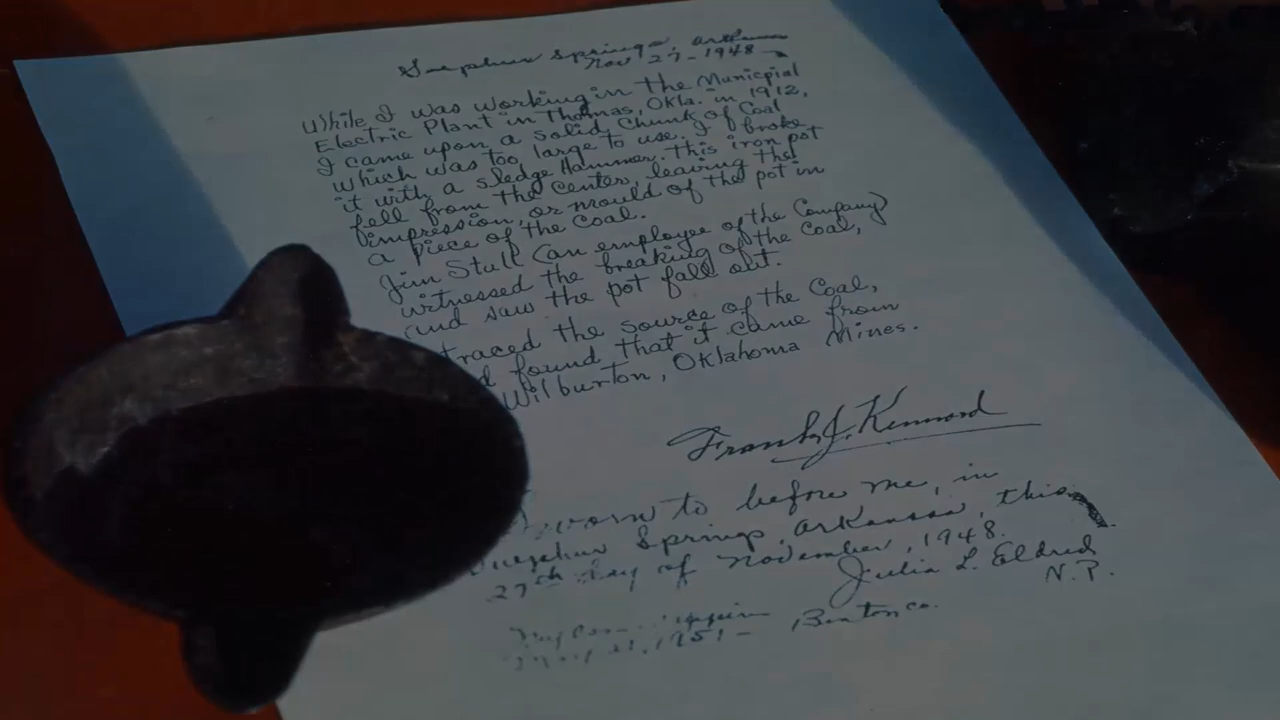 Sulphur Springs, Arkansas
Nov 27-1948
While I was working in the Municpial
Electric Plant in Thomas, Okla. in 1912,
I came upon a solid Chunk of Coal
which was too large to use. I broke
it with a sledge Hammer. This iron pot
fell from the center, leaving the
impression, or mould of the pot in
a piece of the Coal.
Jim Stull (an employee of the Company)
witnessed the breaking of the Coal,
and saw the pot fall out.
traced the source of the Coal,
found that it came from
Wilburton, Oklahoma Mines.
Frank J. Kennard
Sworn to before me, in
Sulphur Springs, Arkansas, this
27th day of November, 1948.
Julia L. Eldred
N.P.
My Com
1951 - Benton Co.